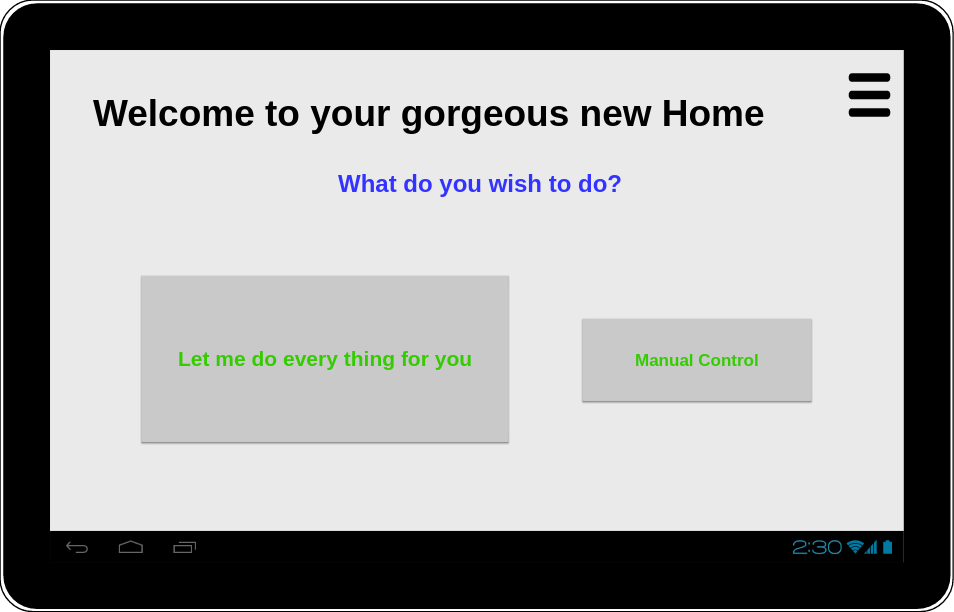 Welcome to your gorgeous new Home
What do you wish to do?
Let me do every thing for you
Manual Control
2:30